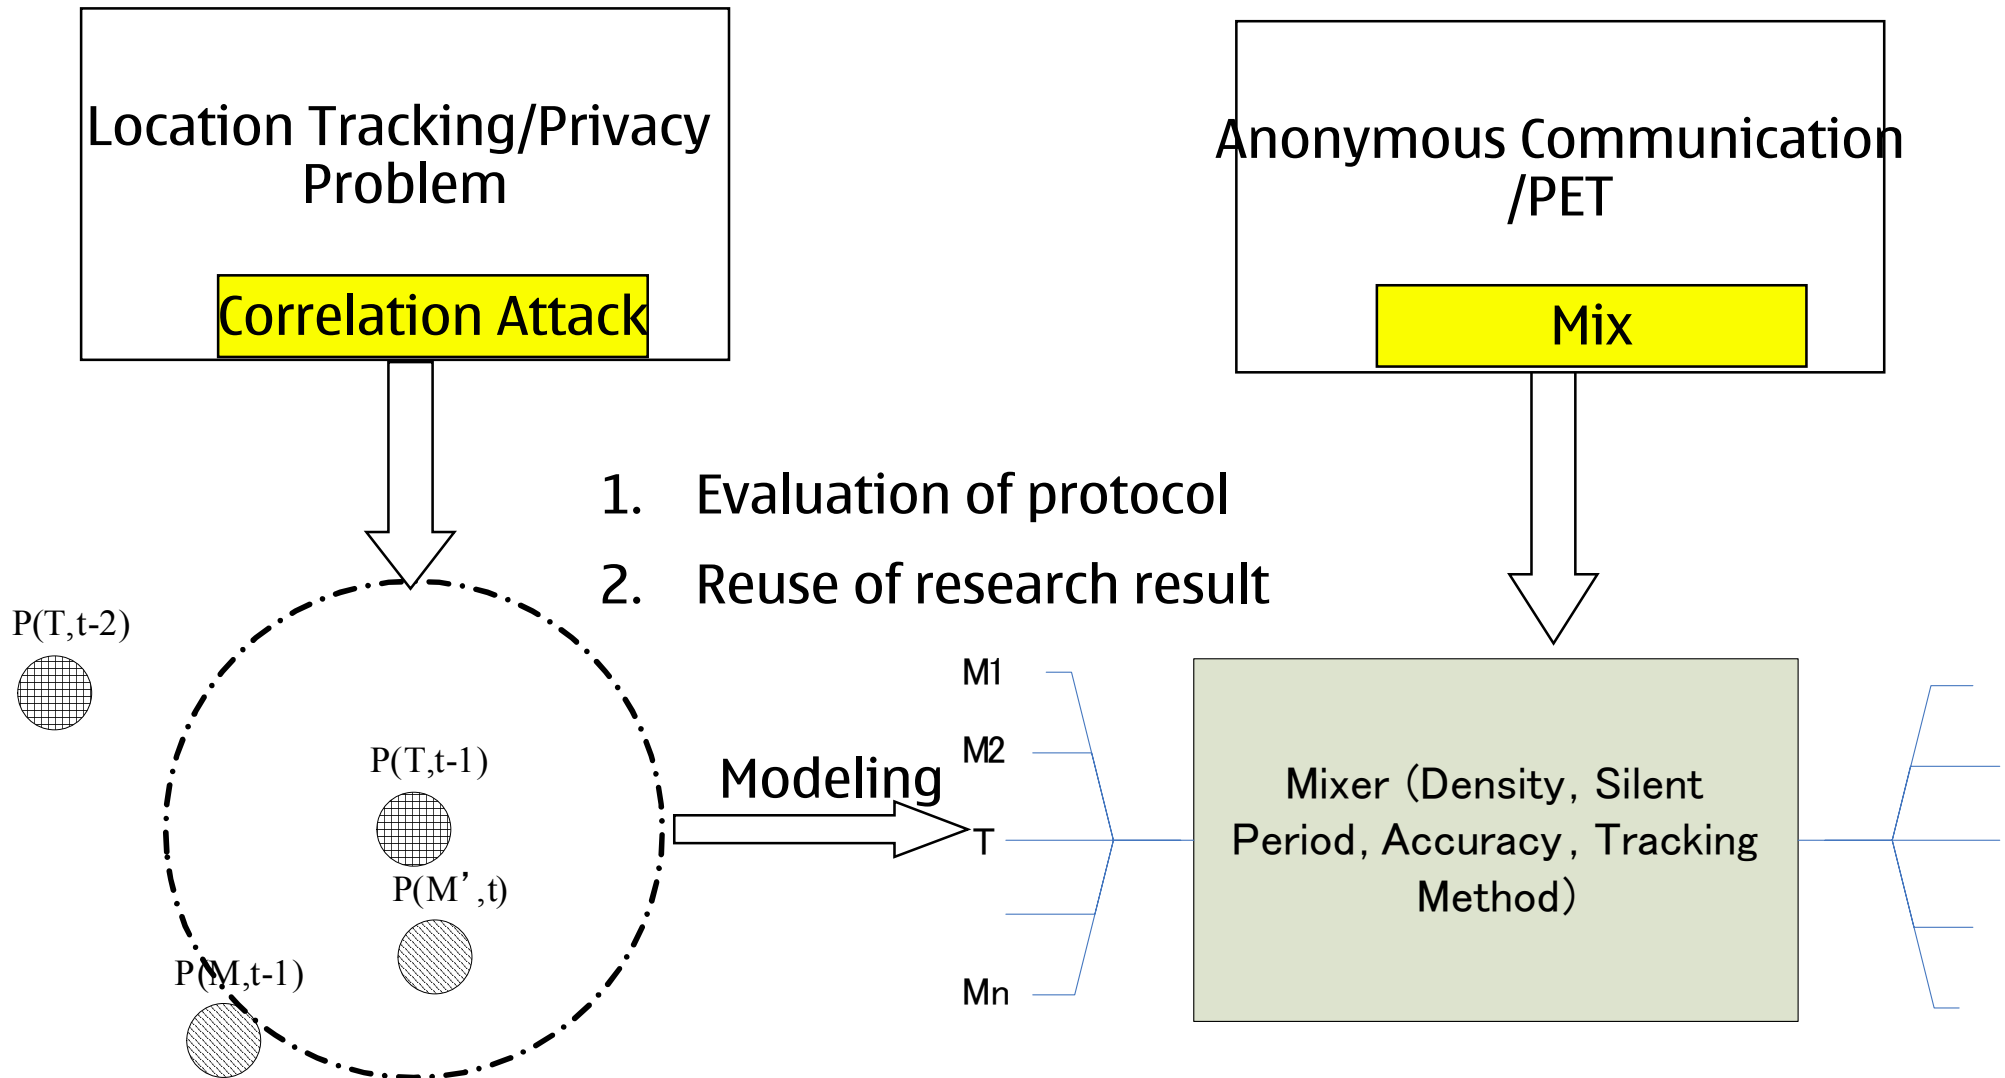 Location Tracking/Privacy
Problem
Correlation Attack
Anonymous Communication
/PET
Mix
1. Evaluation of protocol
2. Reuse of research result
P(T,t-2)
P(T,t-1)
P(M’,t)
P(M,t-1)
Modeling
M1
M2
T
Mn
Mixer (Density, Silent
Period, Accuracy, Tracking
Method)